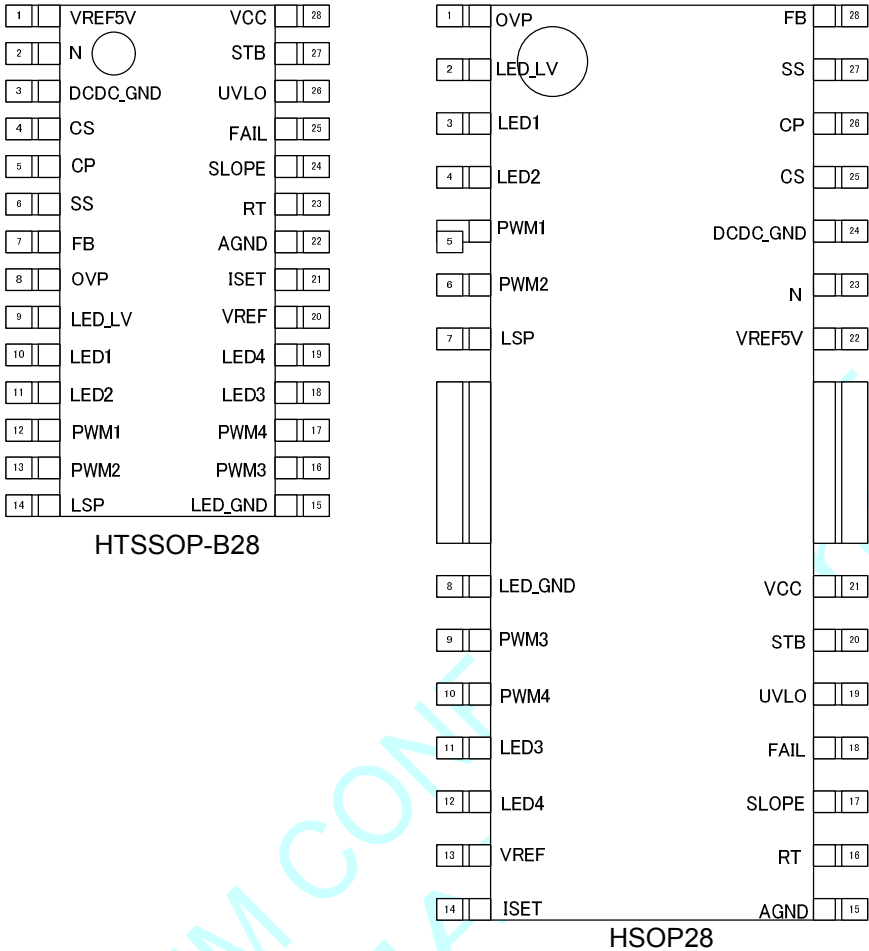 1 VREF5V VCC 28
2 N STB 27
3 DCDC_GND UVLO 26
4 CS FAIL 25
5 CP SLOPE 24
6 SS RT 23
7 FB AGND 22
8 OVP ISET 21
9 LED_LV VREF 20
10 LED1 LED4 19
11 LED2 LED3 18
12 PWM1 PWM4 17
13 PWM2 PWM3 16
14 LSP LED_GND 15
HTSSOP-B28
1 OVP FB 28
2 LED_LV SS 27
3 LED1 CP 26
4 LED2 CS 25
5 PWM1 DCDC_GND 24
6 PWM2 N 23
7 LSP VREF5V 22
8 LED_GND VCC 21
9 PWM3 STB 20
10 PWM4 UVLO 19
11 LED3 FAIL 18
12 LED4 SLOPE 17
13 VREF RT 16
14 ISET AGND 15
HSOP28